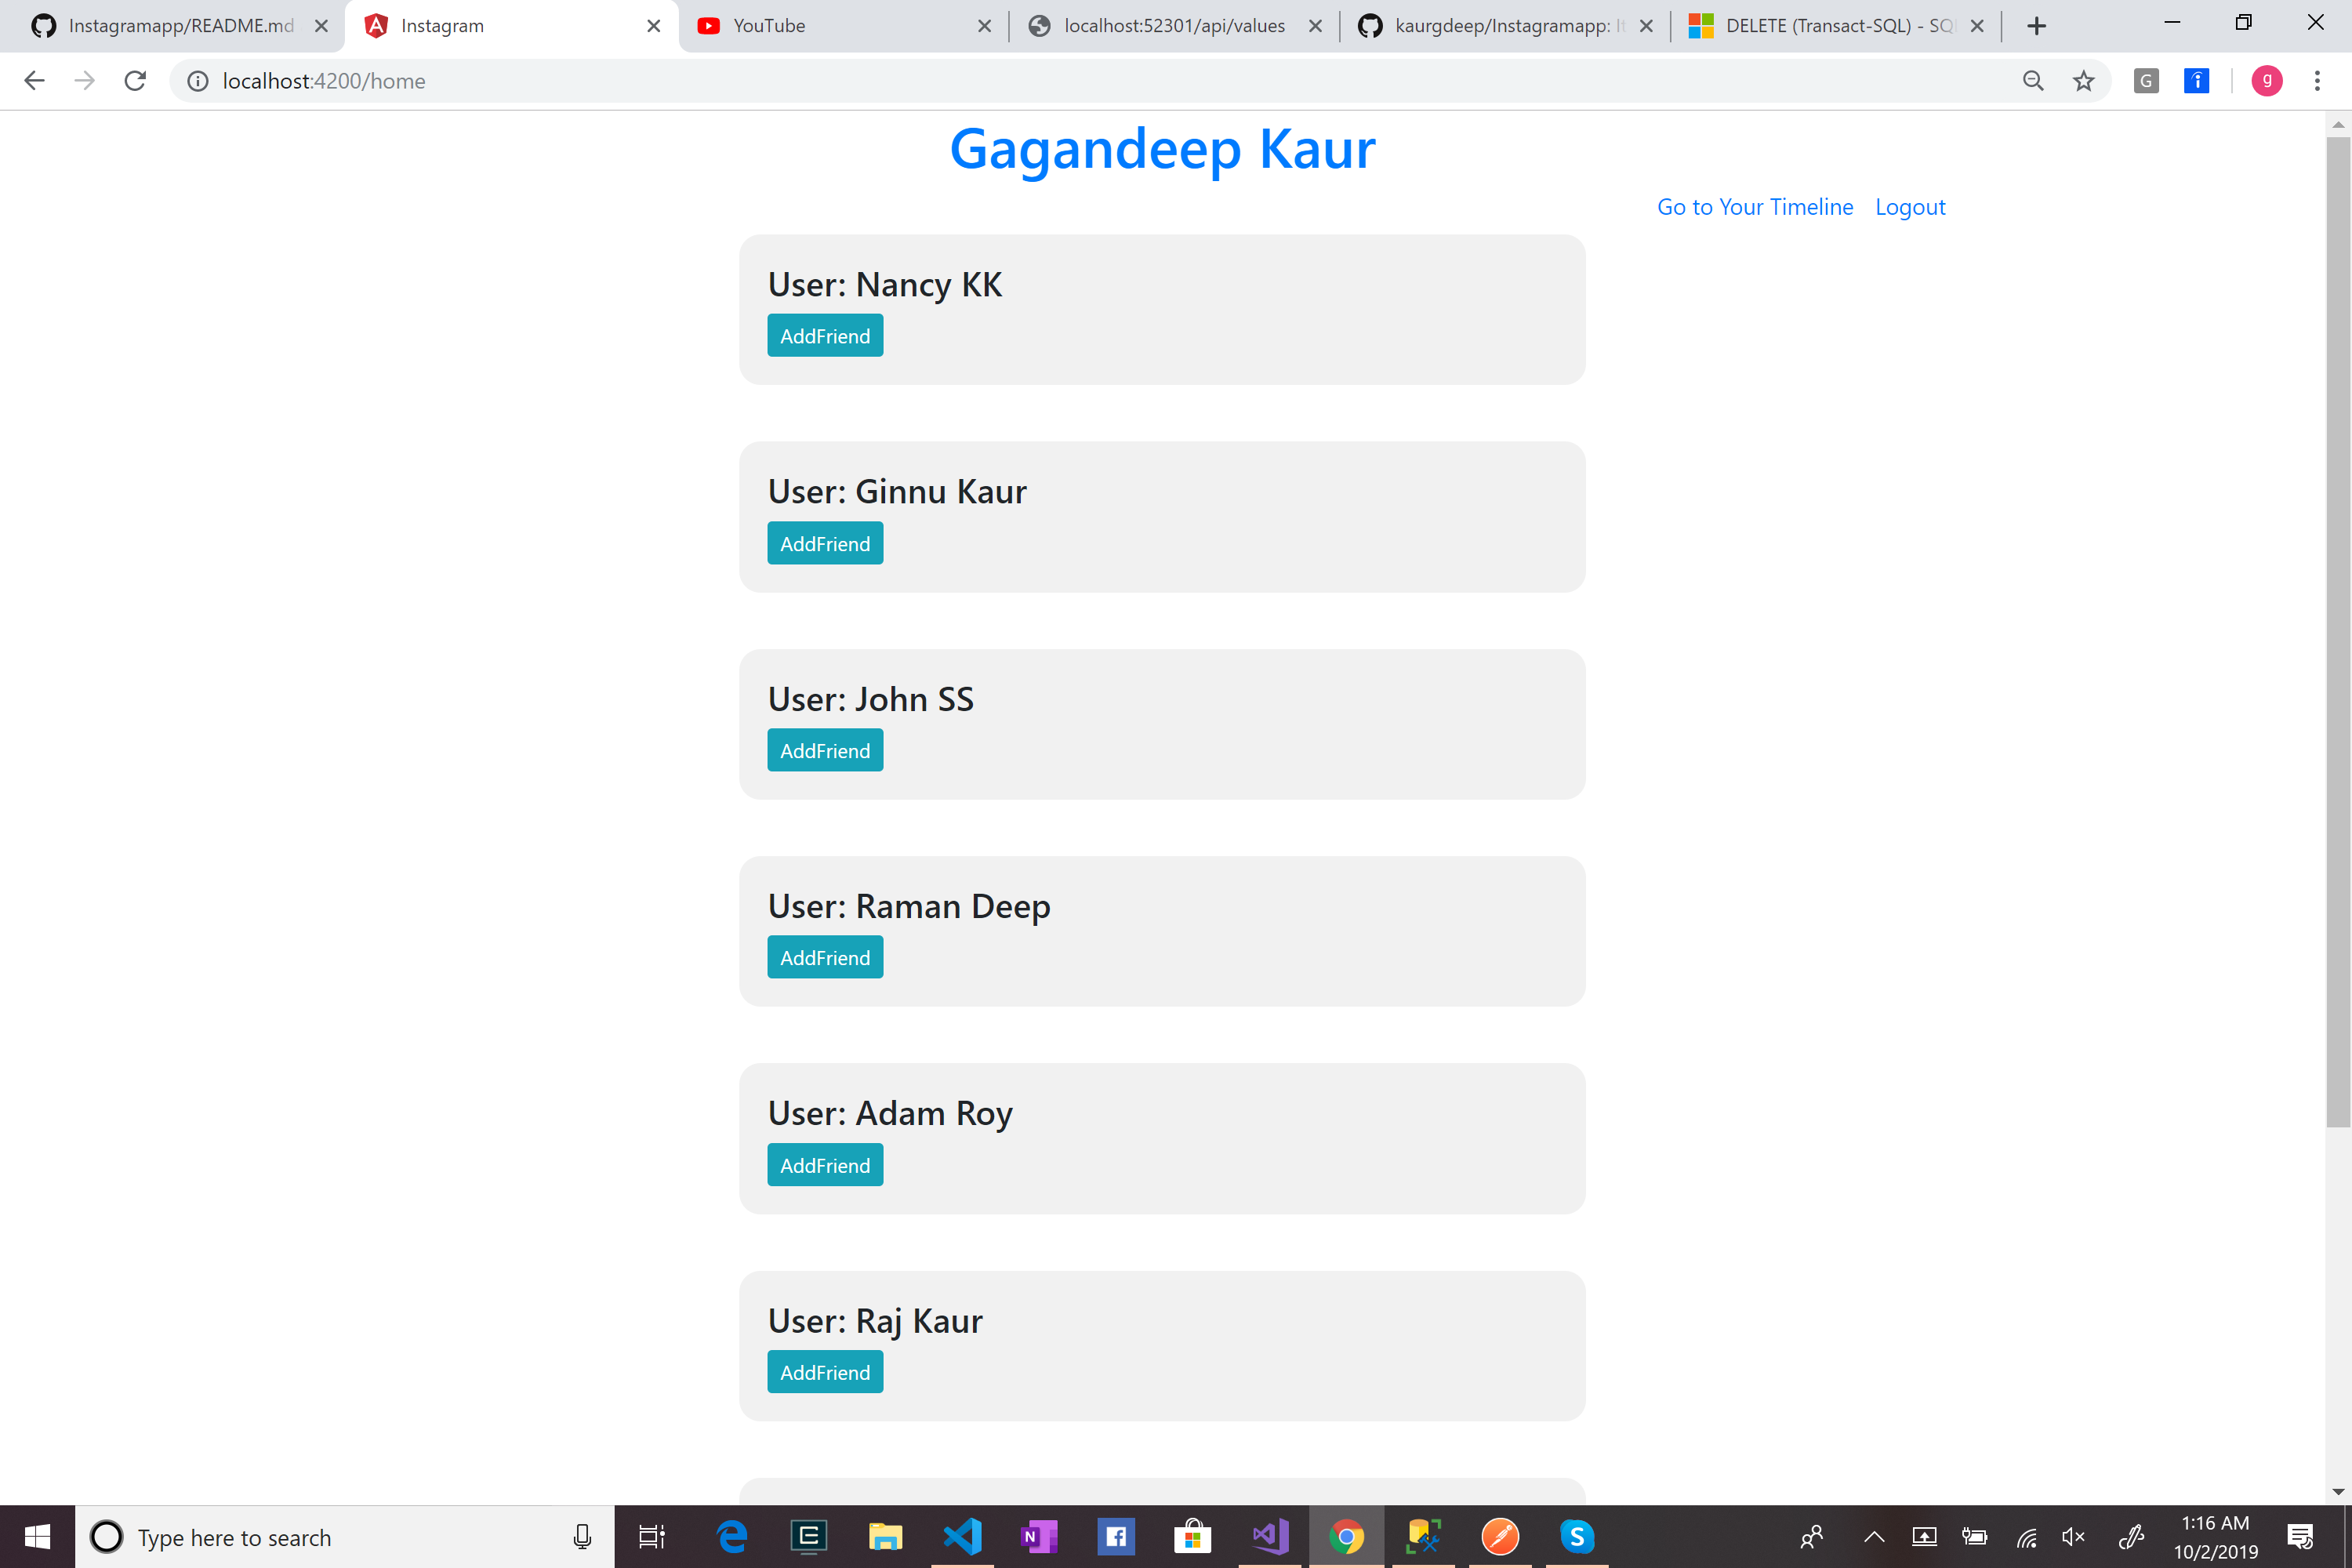 Instagramapp/README.md
Instagram
YouTube
localhost:52301/api/values
kaurgdeep/Instagramapp: It
DELETE (Transact-SQL) - SQ
localhost:4200/home
G
g
Gagandeep Kaur
Go to Your Timeline Logout
User: Nancy KK
AddFriend
User: Ginnu Kaur
AddFriend
User: John SS
AddFriend
User: Raman Deep
AddFriend
User: Adam Roy
AddFriend
User: Raj Kaur
AddFriend
Type here to search
1:16 AM
10/2/2019